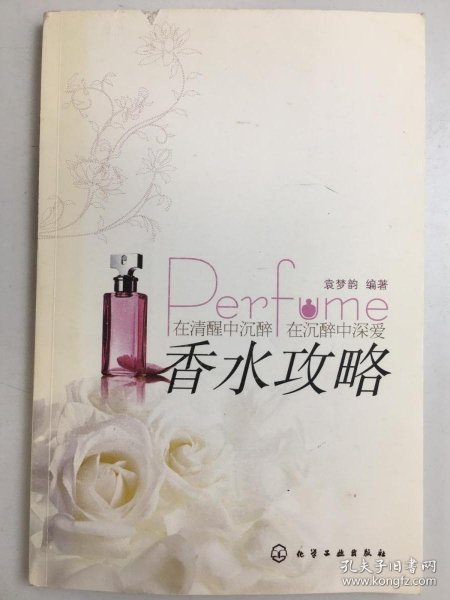 袁梦韵 编著
Perfume
在清醒中沉醉 在沉醉中深爱
香水攻略
化学工业出版社
孔夫子旧书网
www.kongfz.com